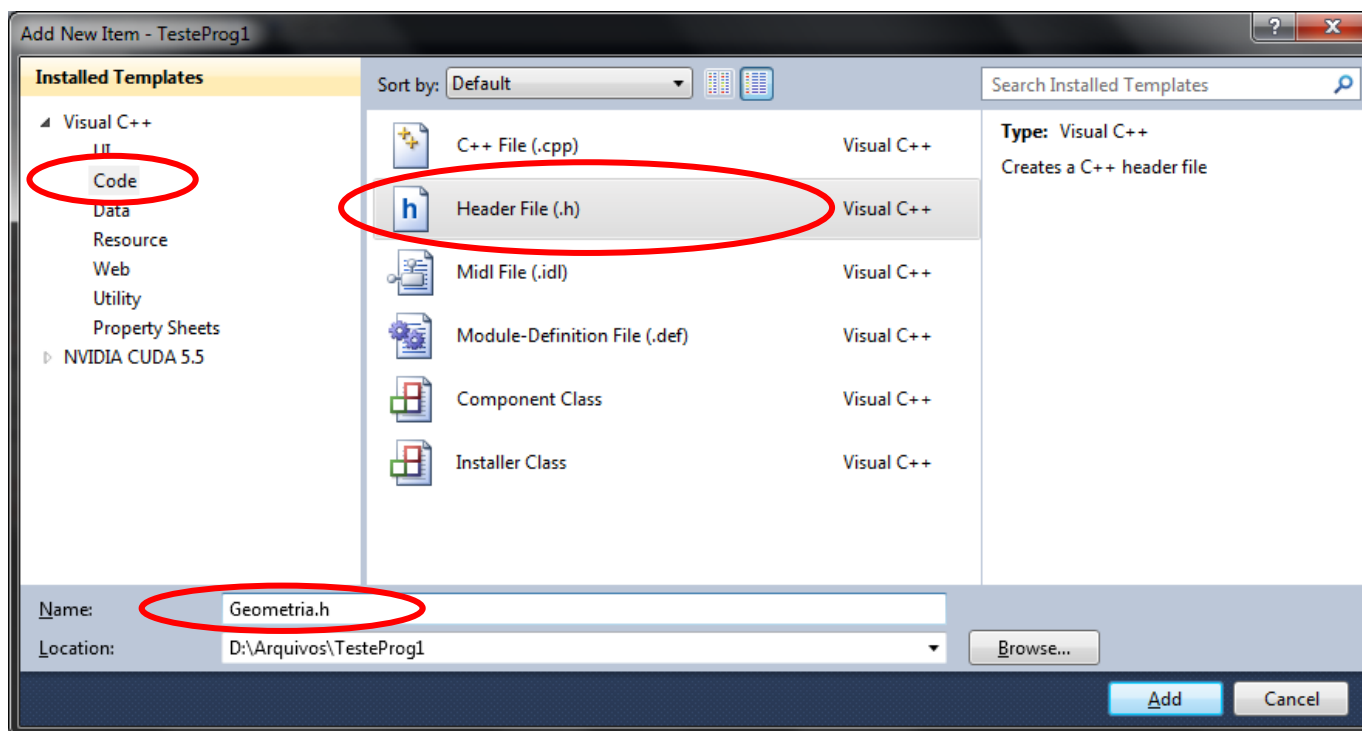 Add New Item - TesteProg1
?
X
Installed Templates
Sort by: Default
Search Installed Templates
Visual C++
UI
Code
Data
Resource
Web
Utility
Property Sheets
NVIDIA CUDA 5.5
C++ File (.cpp) Visual C++
h Header File (.h) Visual C++
Midl File (.idl) Visual C++
Module-Definition File (.def) Visual C++
Component Class Visual C++
Installer Class Visual C++
Type: Visual C++
Creates a C++ header file
Name: Geometria.h
Location: D:\Arquivos\TesteProg1
Browse...
Add Cancel